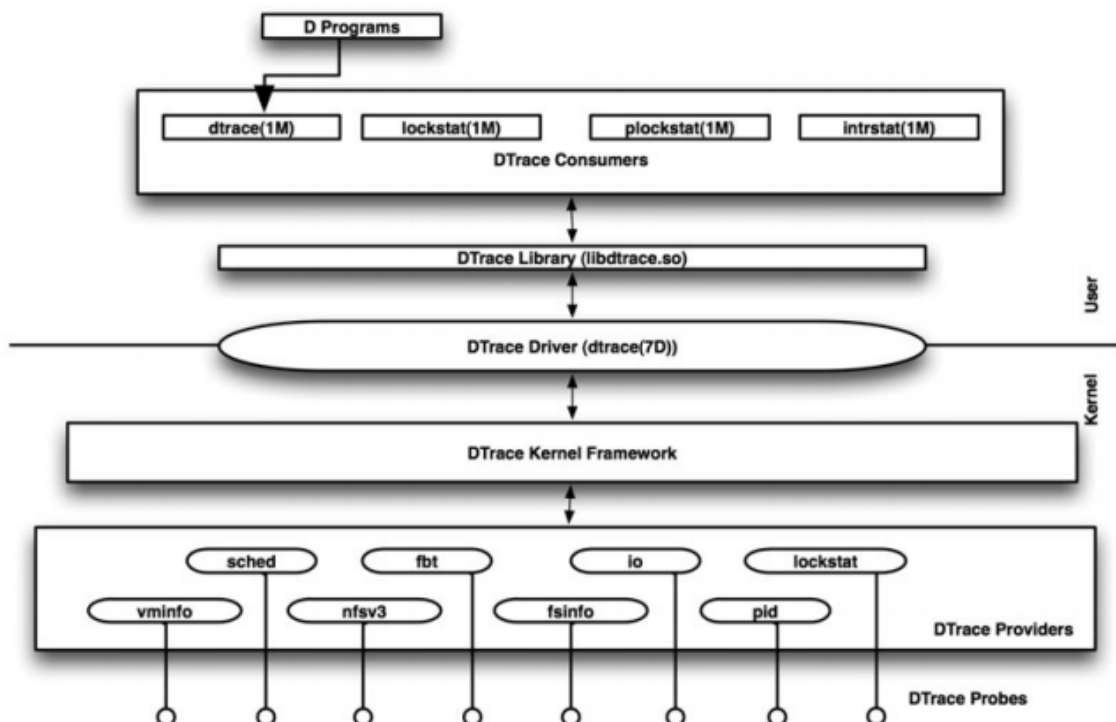 D Programs
dtrace(1M)
lockstat(1M)
plockstat(1M)
intrstat(1M)
DTrace Consumers
DTrace Library (libdtrace.so)
User
DTrace Driver (dtrace(7D))
Kernel
DTrace Kernel Framework
sched
fbt
io
lockstat
vminfo
nfsv3
fsinfo
pid
DTrace Providers
DTrace Probes